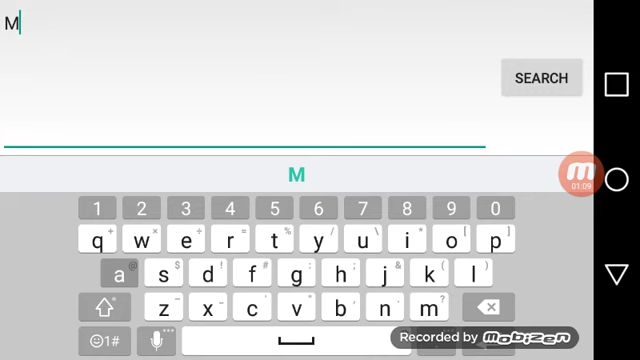 M
SEARCH
M
01:09
1 2 3 4 5 6 7 8 9 0
q + w × e ÷ r = t % y / u \ i * o [ p ]
a @ s $ d ! f # g : h ; j & k ( l )
z - x _ c " v ' b , n . m ?
☺1#
Recorded by mobizen